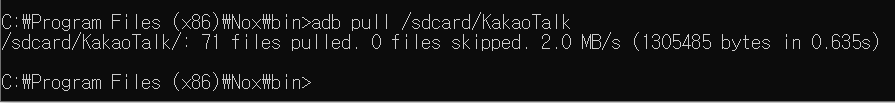 C:₩Program Files (x86)₩Nox₩bin>adb pull /sdcard/KakaoTalk
/sdcard/KakaoTalk/: 71 files pulled. 0 files skipped. 2.0 MB/s (1305485 bytes in 0.635s)
C:₩Program Files (x86)₩Nox₩bin>